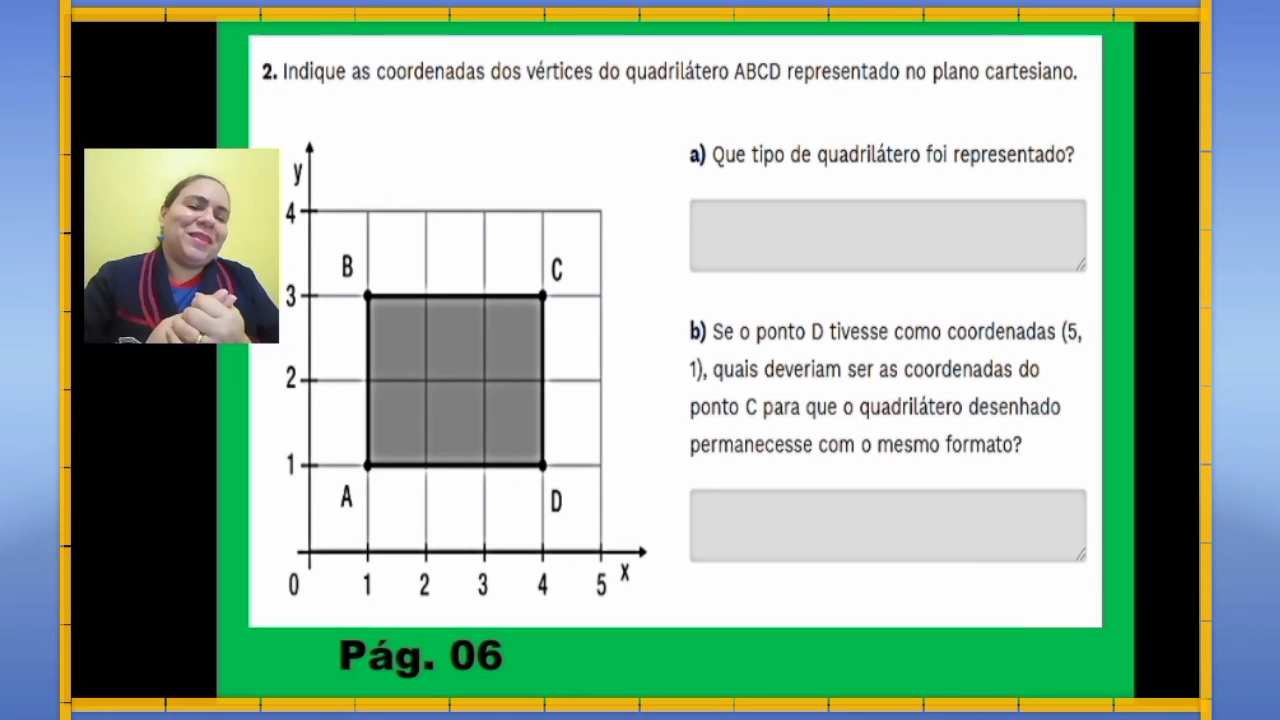 2. Indique as coordenadas dos vértices do quadrilátero ABCD representado no plano cartesiano.
y
4
3
2
1
0
1
2
3
4
5
x
B
C
A
D
a) Que tipo de quadrilátero foi representado?
b) Se o ponto D tivesse como coordenadas (5,
1), quais deveriam ser as coordenadas do
ponto C para que o quadrilátero desenhado
permanecesse com o mesmo formato?
Pág. 06